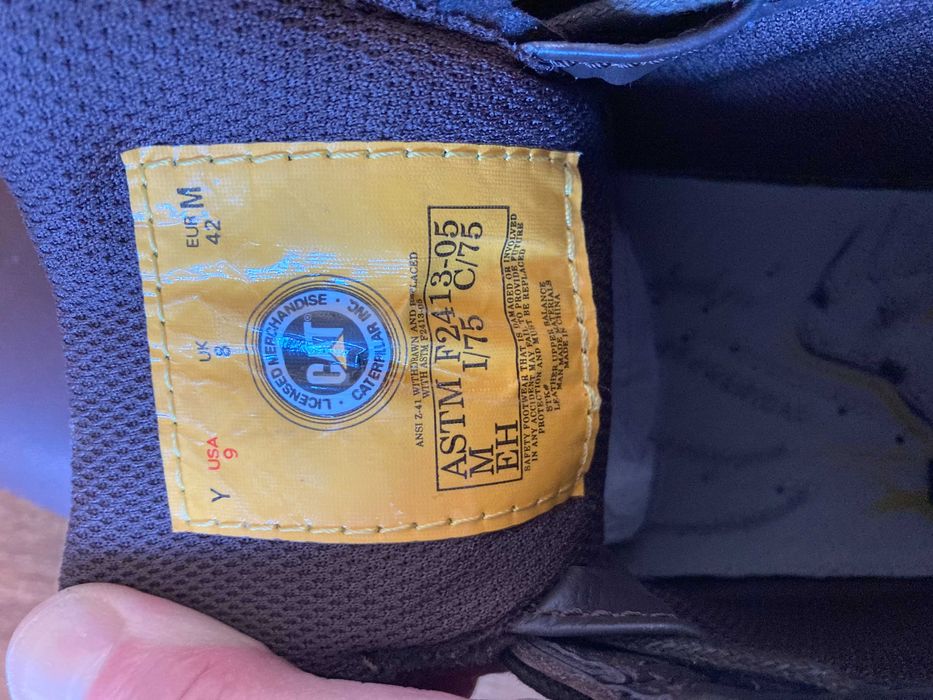 Y USA UK EUR M
9 8 42
LICENSED MERCHANDISE · CATERPILLAR INC.
CAT
ANSI Z-41 WITHDRAWN AND REPLACED
WITH ASTM F2413-05
ASTM F2413-05
M I/75 C/75
EH
SAFETY FOOTWEAR THAT IS DAMAGED OR INVOLVED
IN ANY ACCIDENT MAY FAIL TO PROVIDE FUTURE
PROTECTION AND MUST BE REPLACED
STK#
LEATHER UPPER BALANCE
MAN MADE MATERIALS
MADE IN CHINA